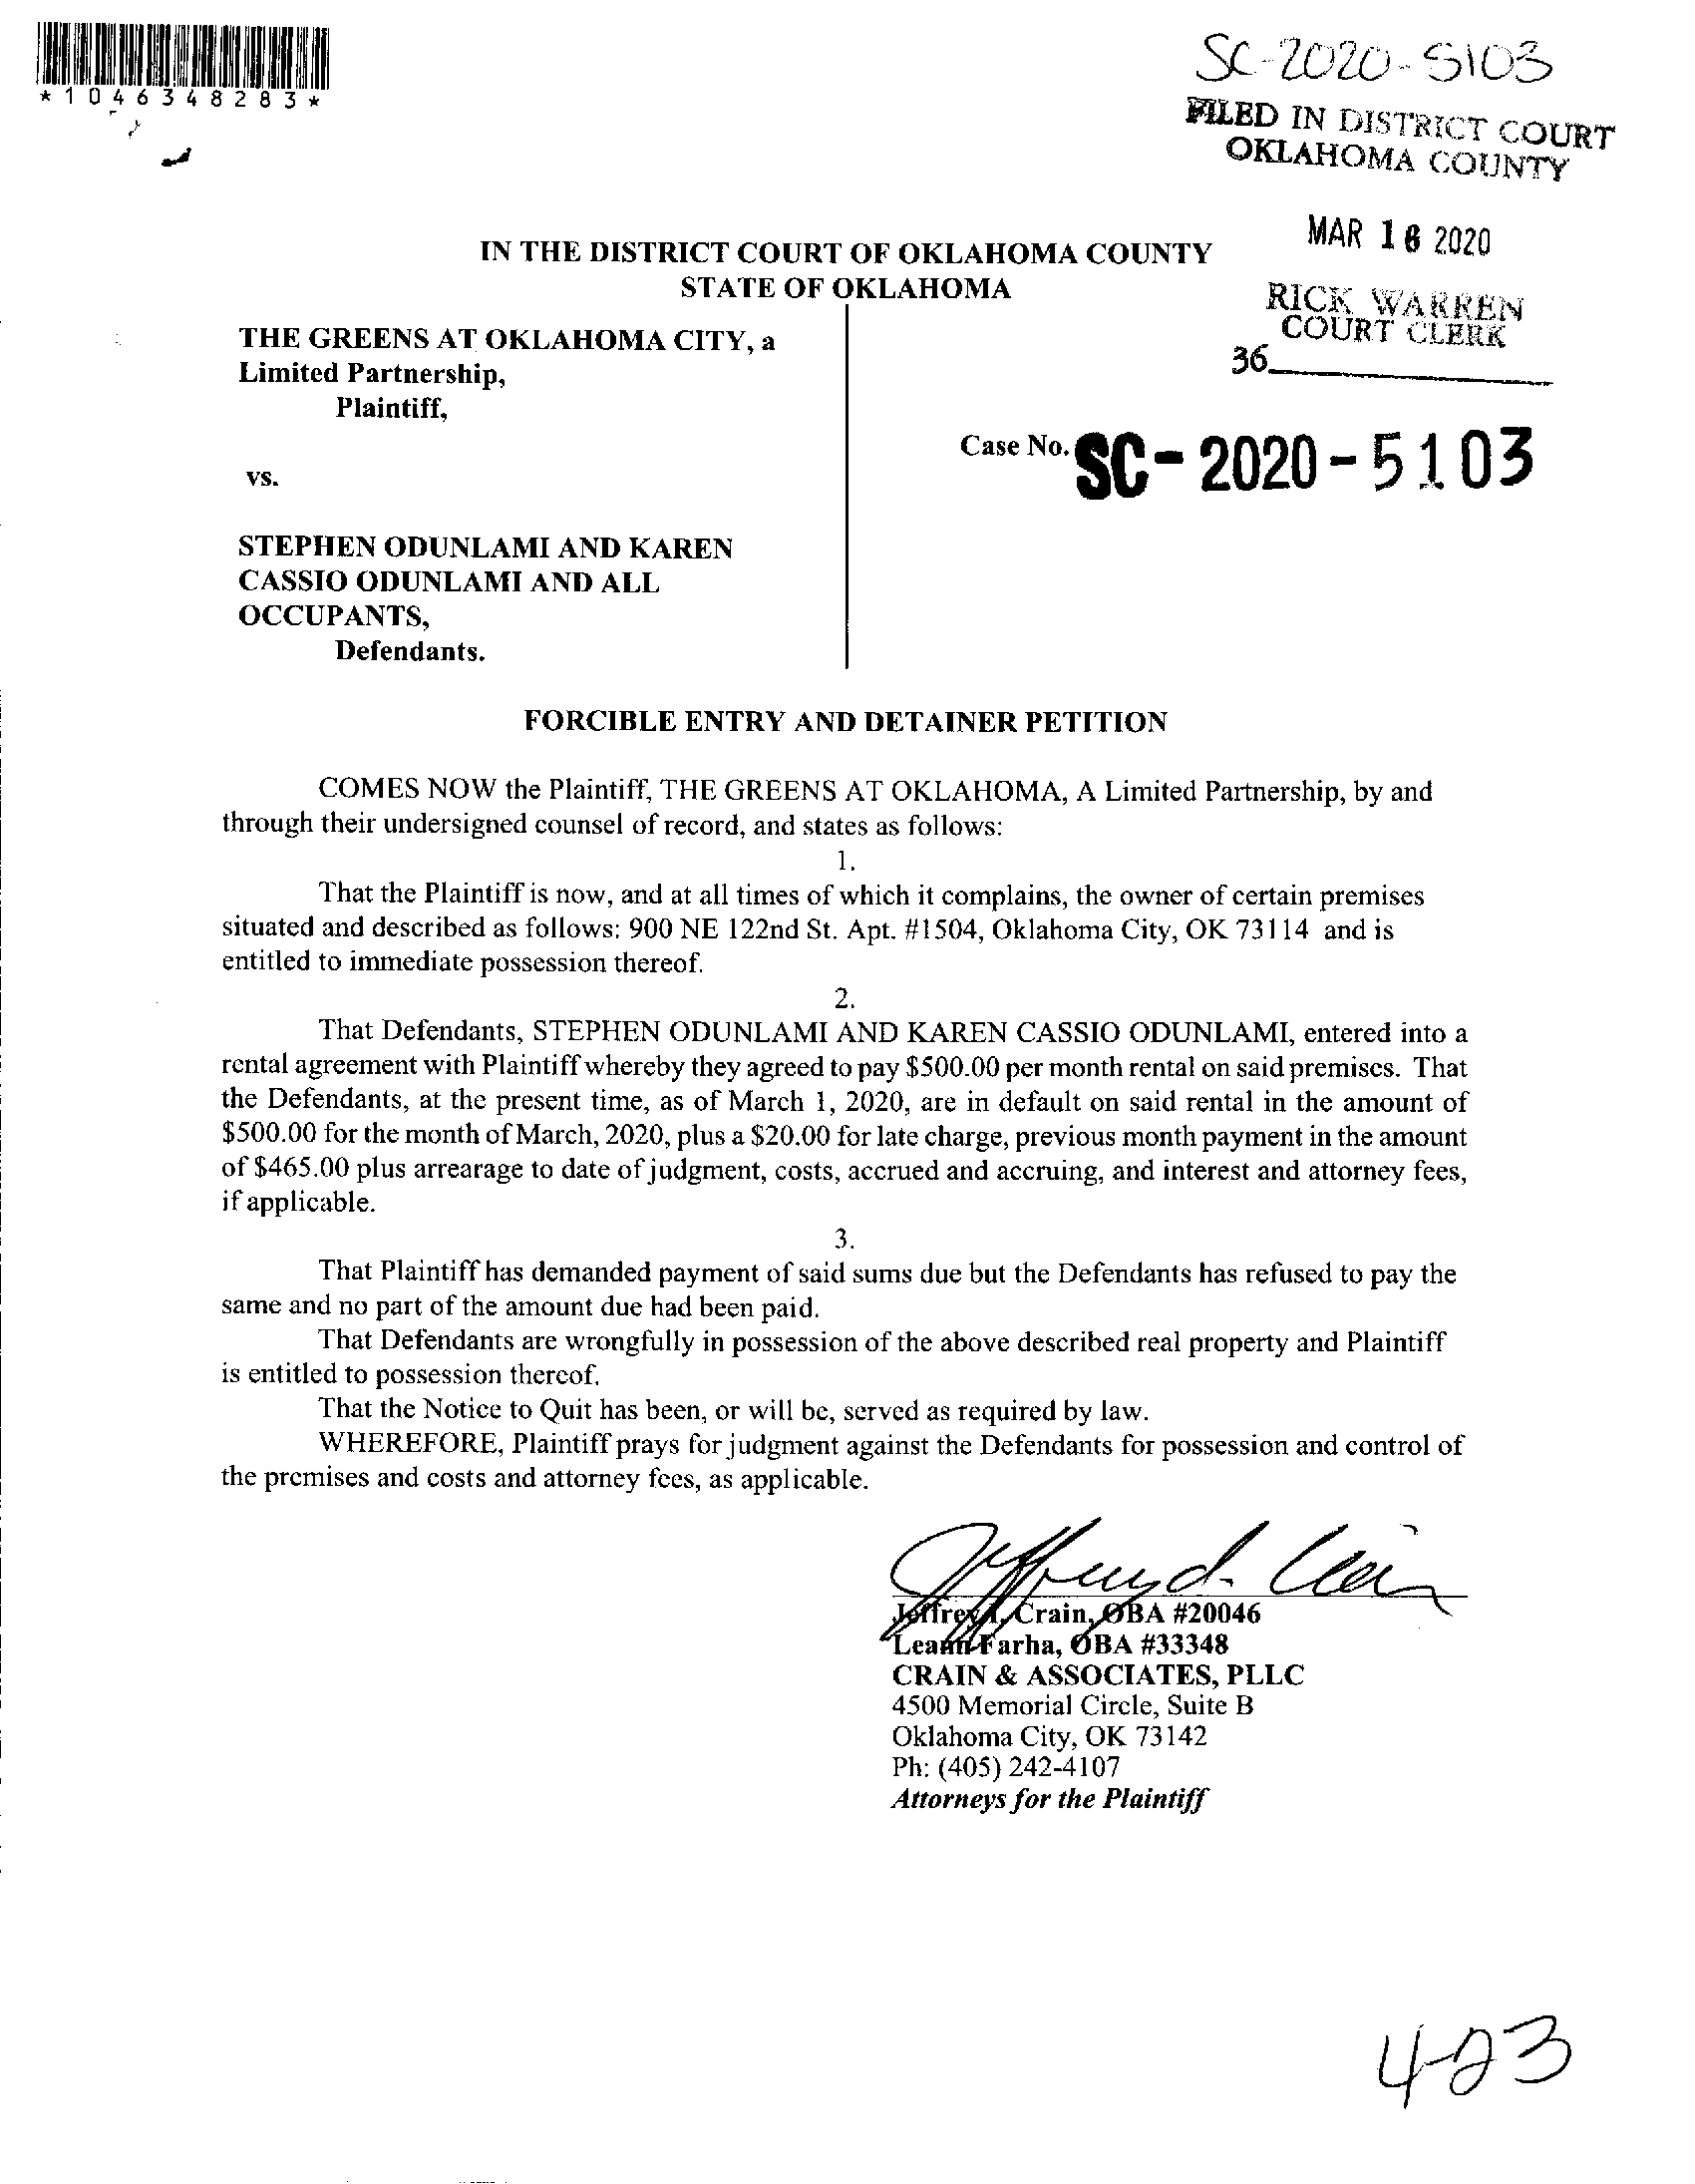 *1046348283*
SC-2020-5103
FILED IN DISTRICT COURT
OKLAHOMA COUNTY
MAR 16 2020
RICK WARREN
COURT CLERK
36
IN THE DISTRICT COURT OF OKLAHOMA COUNTY
STATE OF OKLAHOMA
THE GREENS AT OKLAHOMA CITY, a
Limited Partnership,
Plaintiff,
vs.
STEPHEN ODUNLAMI AND KAREN
CASSIO ODUNLAMI AND ALL
OCCUPANTS,
Defendants.
Case No. SC-2020-5103
FORCIBLE ENTRY AND DETAINER PETITION
COMES NOW the Plaintiff, THE GREENS AT OKLAHOMA, A Limited Partnership, by and
through their undersigned counsel of record, and states as follows:
1.
That the Plaintiff is now, and at all times of which it complains, the owner of certain premises
situated and described as follows: 900 NE 122nd St. Apt. #1504, Oklahoma City, OK 73114 and is
entitled to immediate possession thereof.
2.
That Defendants, STEPHEN ODUNLAMI AND KAREN CASSIO ODUNLAMI, entered into a
rental agreement with Plaintiff whereby they agreed to pay $500.00 per month rental on said premises. That
the Defendants, at the present time, as of March 1, 2020, are in default on said rental in the amount of
$500.00 for the month of March, 2020, plus a $20.00 for late charge, previous month payment in the amount
of $465.00 plus arrearage to date of judgment, costs, accrued and accruing, and interest and attorney fees,
if applicable.
3.
That Plaintiff has demanded payment of said sums due but the Defendants has refused to pay the
same and no part of the amount due had been paid.
That Defendants are wrongfully in possession of the above described real property and Plaintiff
is entitled to possession thereof.
That the Notice to Quit has been, or will be, served as required by law.
WHEREFORE, Plaintiff prays for judgment against the Defendants for possession and control of
the premises and costs and attorney fees, as applicable.
Jeffrey Crain, OBA #20046
Leann Farha, OBA #33348
CRAIN & ASSOCIATES, PLLC
4500 Memorial Circle, Suite B
Oklahoma City, OK 73142
Ph: (405) 242-4107
Attorneys for the Plaintiff
4-23